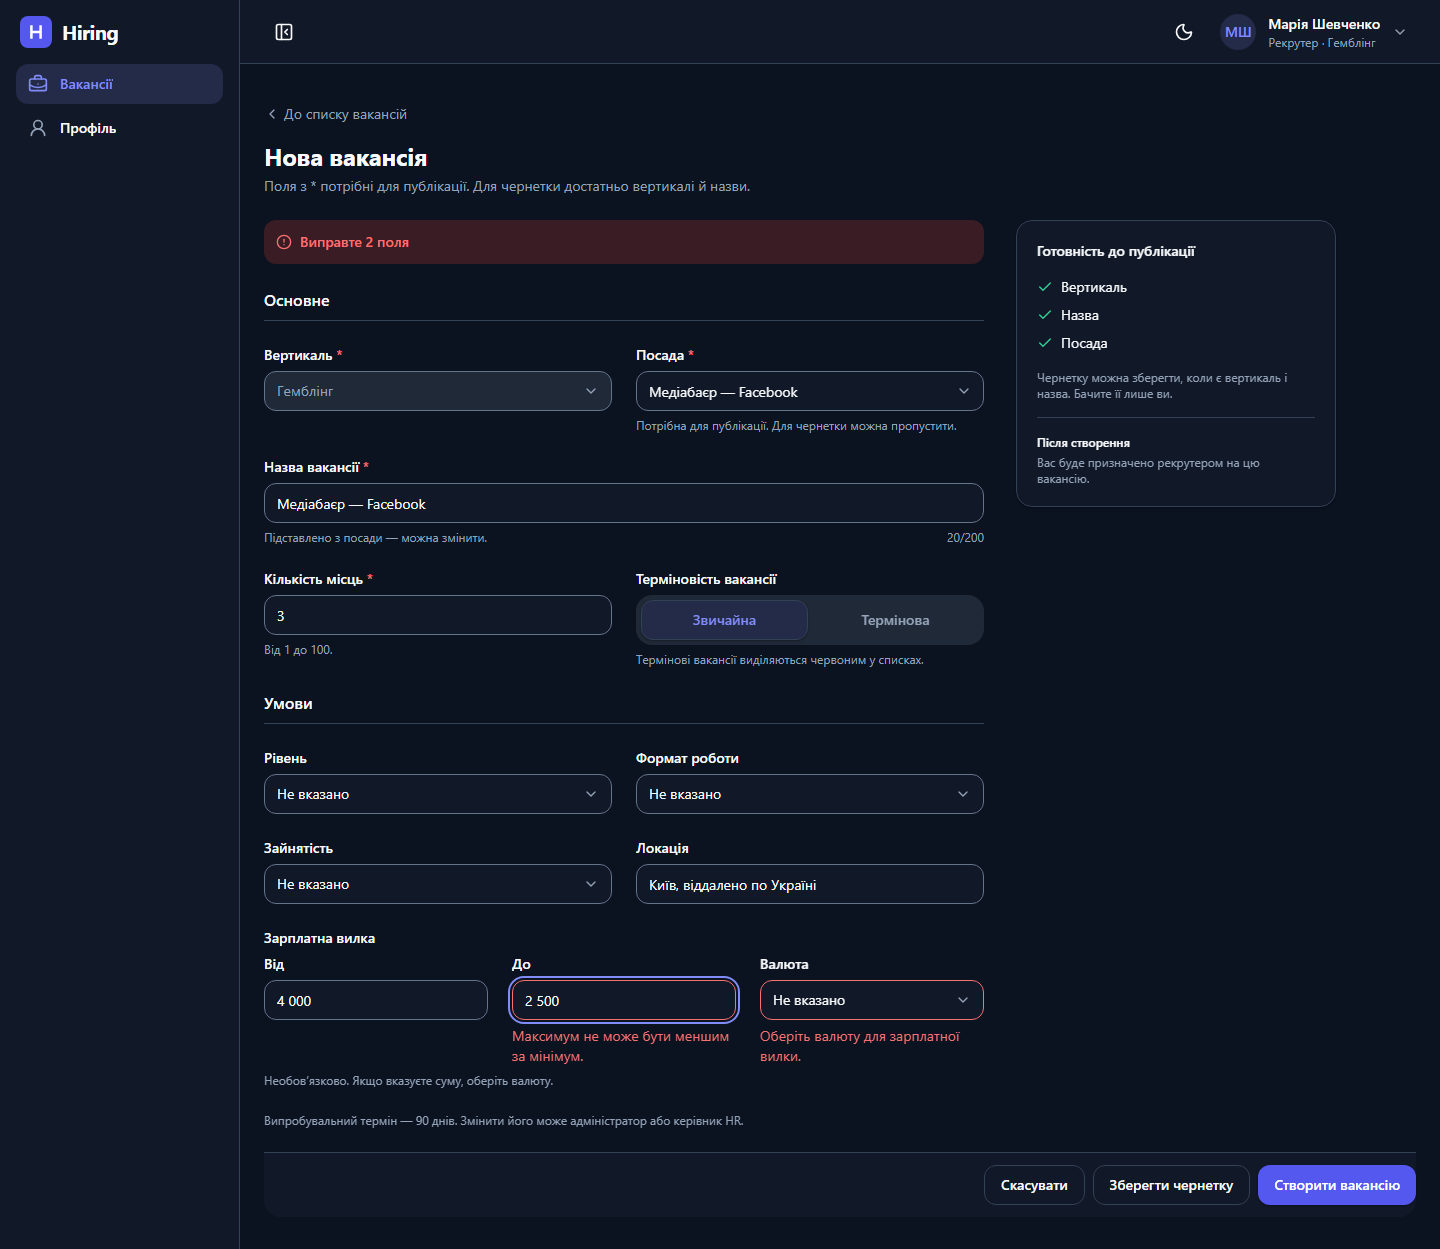 H Hiring
Вакансії
Профіль
МШ
Марія Шевченко
Рекрутер · Гемблінг
До списку вакансій
Нова вакансія
Поля з * потрібні для публікації. Для чернетки достатньо вертикалі й назви.
Виправте 2 поля
Основне
Вертикаль *
Гемблінг
Посада *
Медіабаєр — Facebook
Потрібна для публікації. Для чернетки можна пропустити.
Назва вакансії *
Медіабаєр — Facebook
Підставлено з посади — можна змінити.
20/200
Кількість місць *
3
Від 1 до 100.
Терміновість вакансії
Звичайна
Термінова
Термінові вакансії виділяються червоним у списках.
Умови
Рівень
Не вказано
Формат роботи
Не вказано
Зайнятість
Не вказано
Локація
Київ, віддалено по Україні
Зарплатна вилка
Від
4 000
До
2 500
Максимум не може бути меншим
за мінімум.
Валюта
Не вказано
Оберіть валюту для зарплатної
вилки.
Необов'язково. Якщо вказуєте суму, оберіть валюту.
Випробувальний термін — 90 днів. Змінити його може адміністратор або керівник HR.
Скасувати
Зберегти чернетку
Створити вакансію
Готовність до публікації
Вертикаль
Назва
Посада
Чернетку можна зберегти, коли є вертикаль і
назва. Бачите її лише ви.
Після створення
Вас буде призначено рекрутером на цю
вакансію.